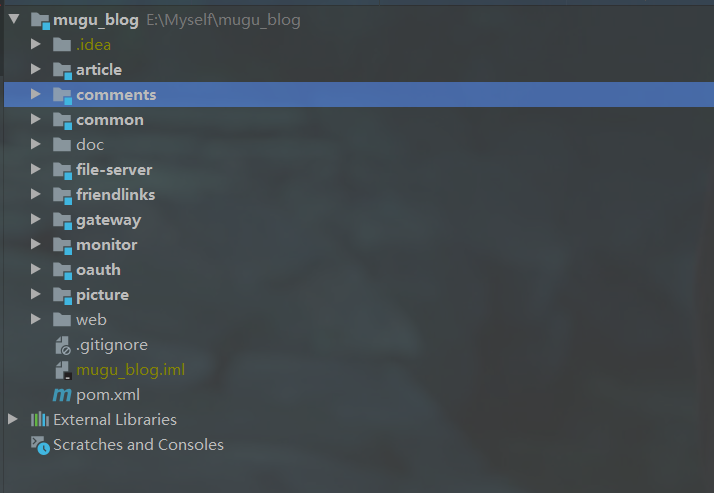 mugu_blog E:\Myself\mugu_blog
.idea
article
comments
common
doc
file-server
friendlinks
gateway
monitor
oauth
picture
web
.gitignore
mugu_blog.iml
pom.xml
External Libraries
Scratches and Consoles